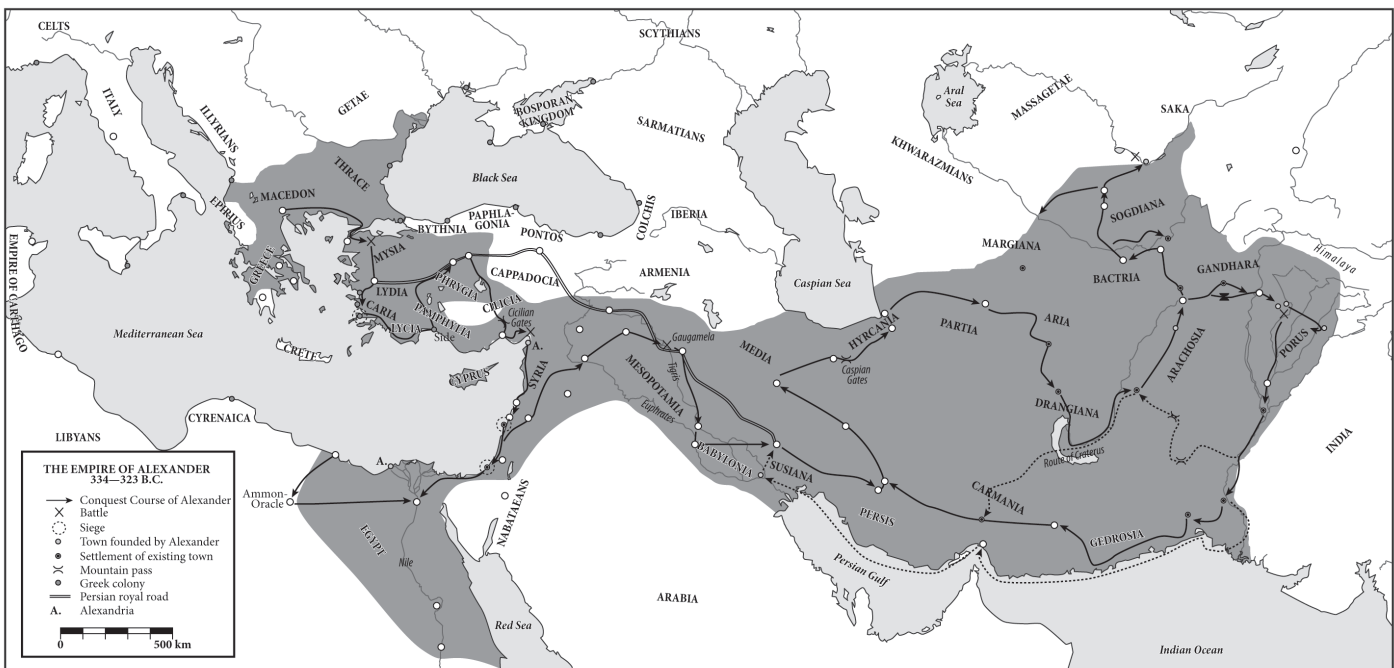 CELTS
SCYTHIANS
ITALY
ILLYRIANS
GETAE
BOSPORAN
KINGDOM
SARMATIANS
Aral
Sea
MASSAGETAE
SAKA
KHWARAZMIANS
THRACE
MACEDON
Black Sea
EPIRIUS
GREECE
BYTHNIA
PAPHLA-
GONIA
PONTOS
COLCHIS
IBERIA
SOGDIANA
MARGIANA
BACTRIA
GANDHARA
Himalaya
EMPIRE OF CARTHAGO
MYSIA
LYDIA
PHRYGIA
CAPPADOCIA
ARMENIA
Caspian Sea
CARIA
LYCIA
PAMPHYLIA
Side
CILICIA
Cicilian
Gates
A.
Mediterranean Sea
CRETE
CYPRUS
SYRIA
MESOPOTAMIA
Gaugamela
Tigris
Euphrates
MEDIA
HYRCANIA
Caspian
Gates
PARTIA
ARIA
ARACHOSIA
PORUS
DRANGIANA
Route of Craterus
INDIA
CYRENAICA
LIBYANS
BABYLONIA
SUSIANA
PERSIS
CARMANIA
GEDROSIA
A.
Ammon-
Oracle
EGYPT
Nile
NABATAEANS
Persian Gulf
ARABIA
Red Sea
Indian Ocean
THE EMPIRE OF ALEXANDER
334—323 B.C.
Conquest Course of Alexander
Battle
Siege
Town founded by Alexander
Settlement of existing town
Mountain pass
Greek colony
Persian royal road
A. Alexandria
0 500 km